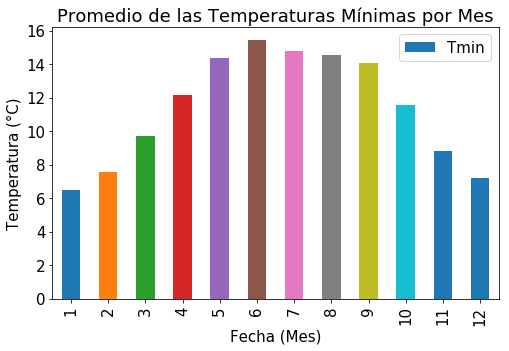 Promedio de las Temperaturas Mínimas por Mes
Tmin
Temperatura (°C)
16
14
12
10
8
6
4
2
0
1 2 3 4 5 6 7 8 9 10 11 12
Fecha (Mes)